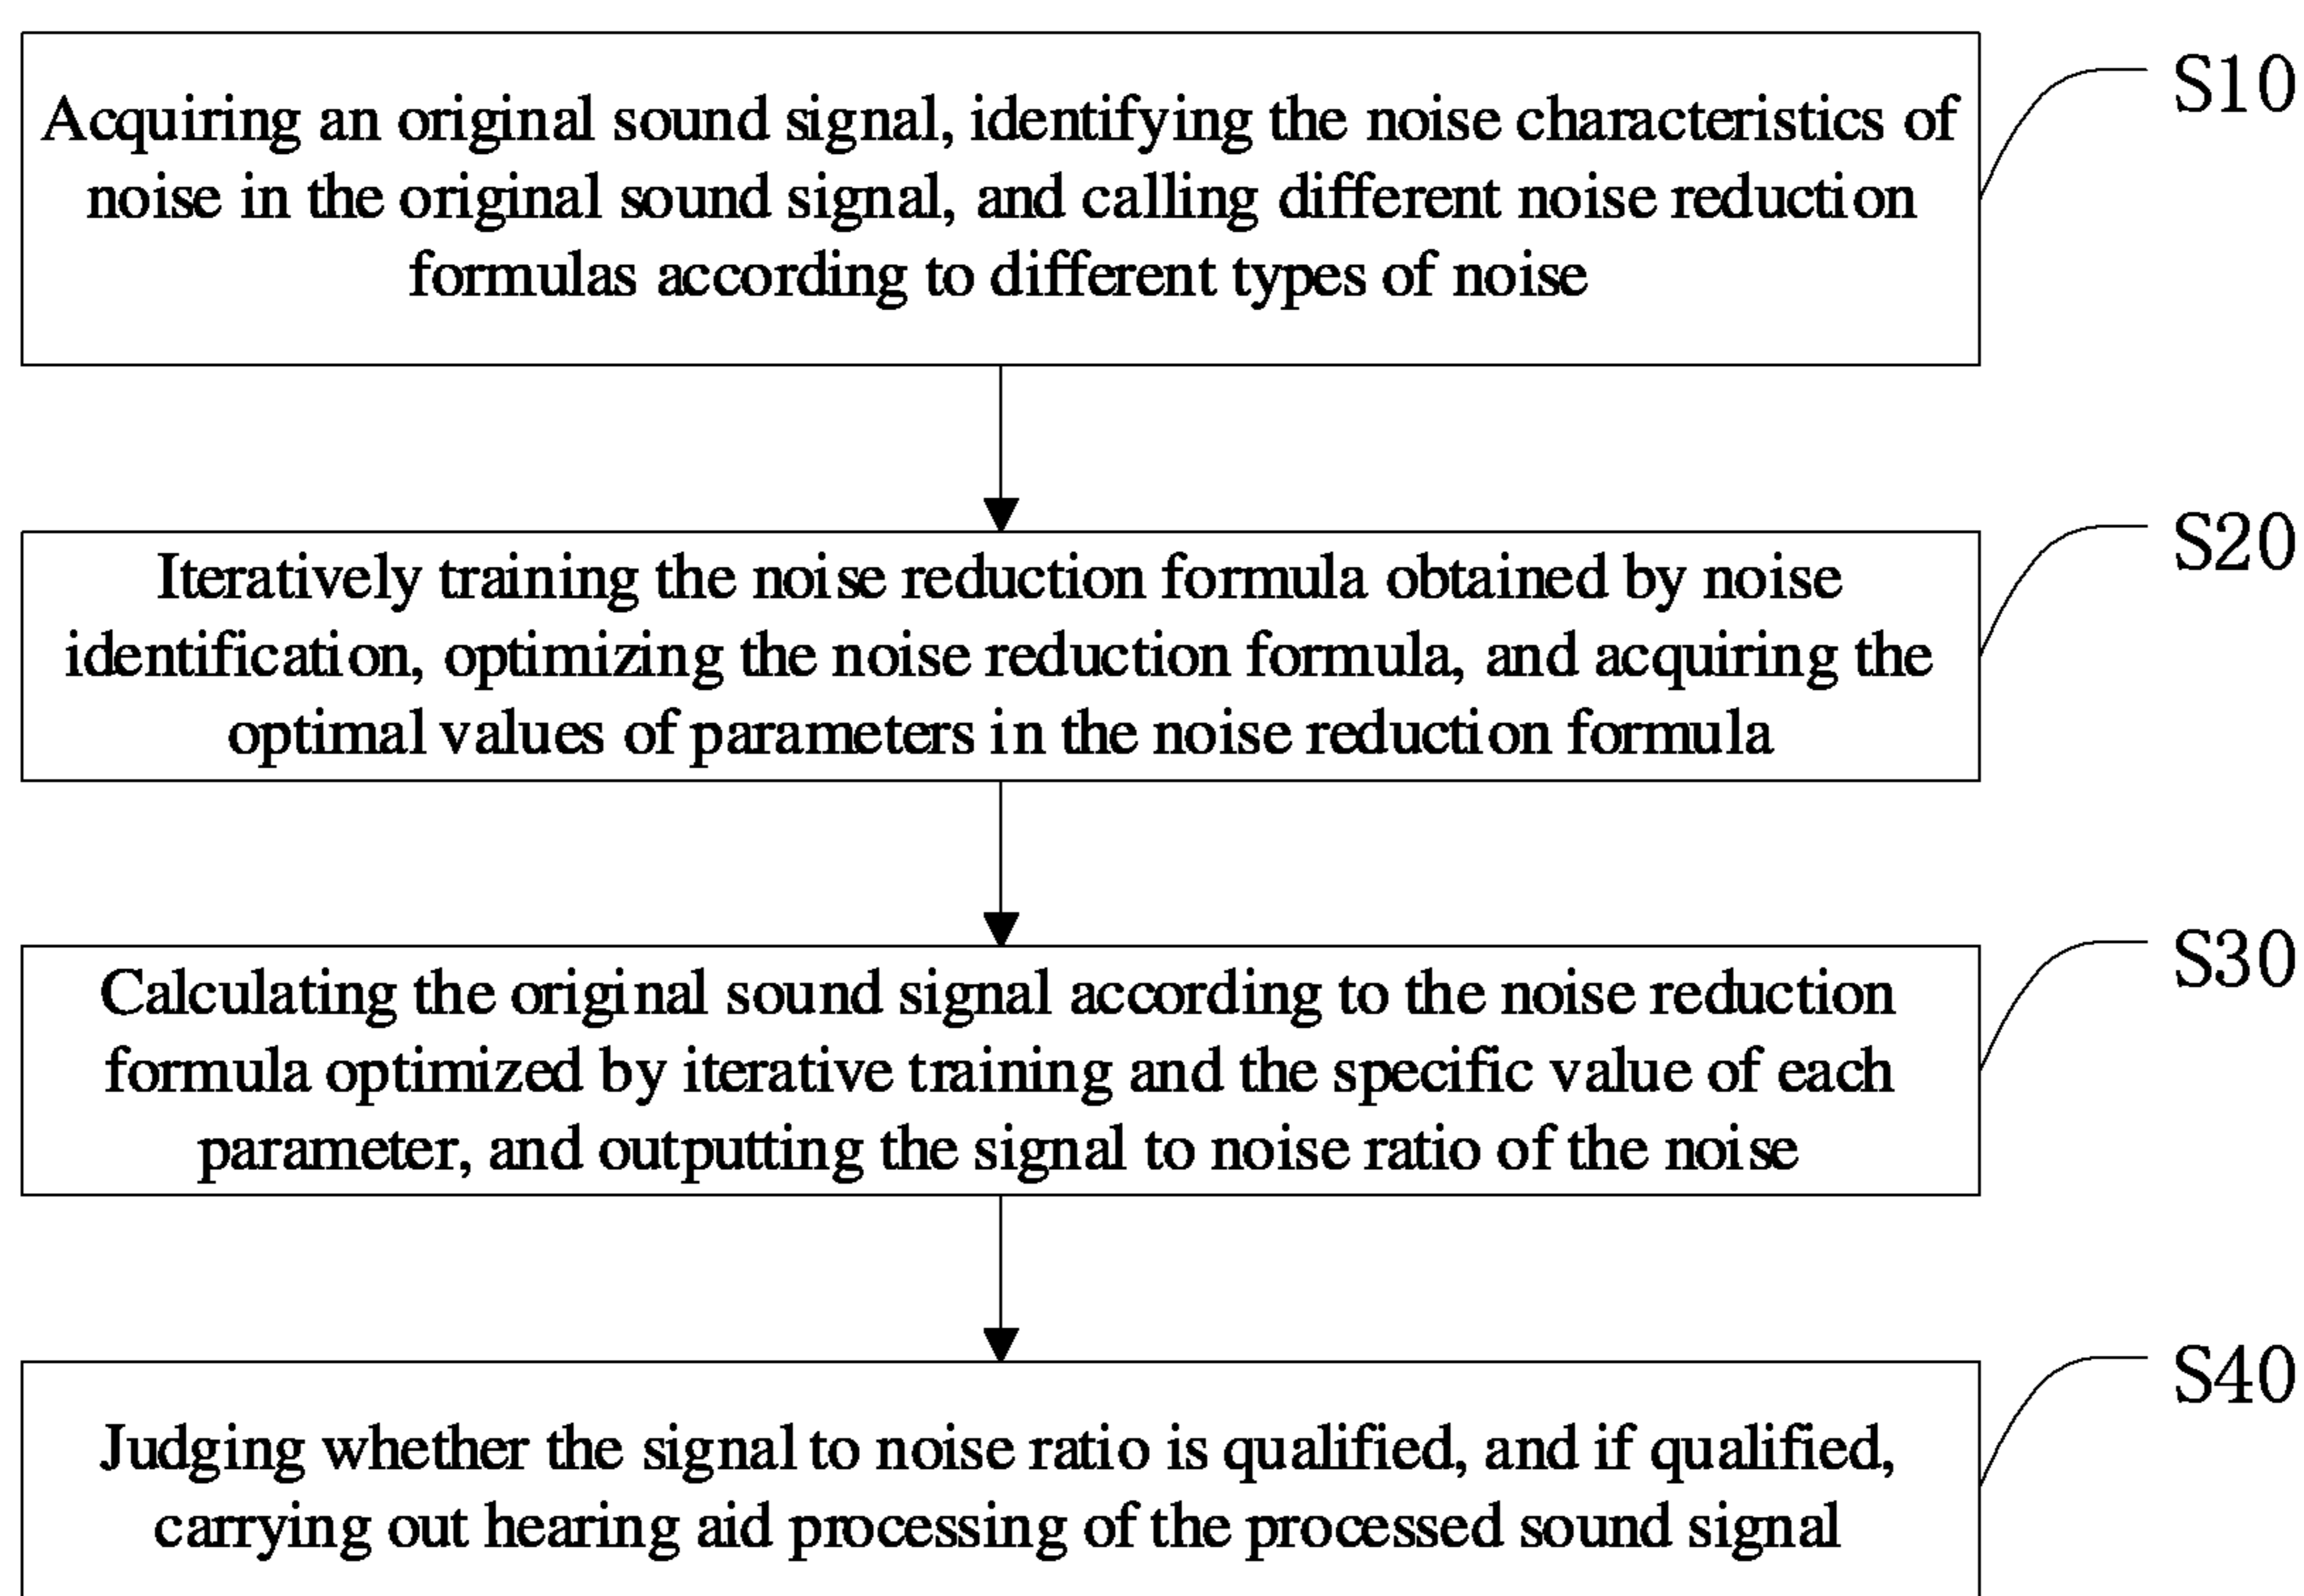 Acquiring an original sound signal, identifying the noise characteristics of
noise in the original sound signal, and calling different noise reduction
formulas according to different types of noise
S10
Iteratively training the noise reduction formula obtained by noise
identification, optimizing the noise reduction formula, and acquiring the
optimal values of parameters in the noise reduction formula
S20
Calculating the original sound signal according to the noise reduction
formula optimized by iterative training and the specific value of each
parameter, and outputting the signal to noise ratio of the noise
S30
Judging whether the signal to noise ratio is qualified, and if qualified,
carrying out hearing aid processing of the processed sound signal
S40